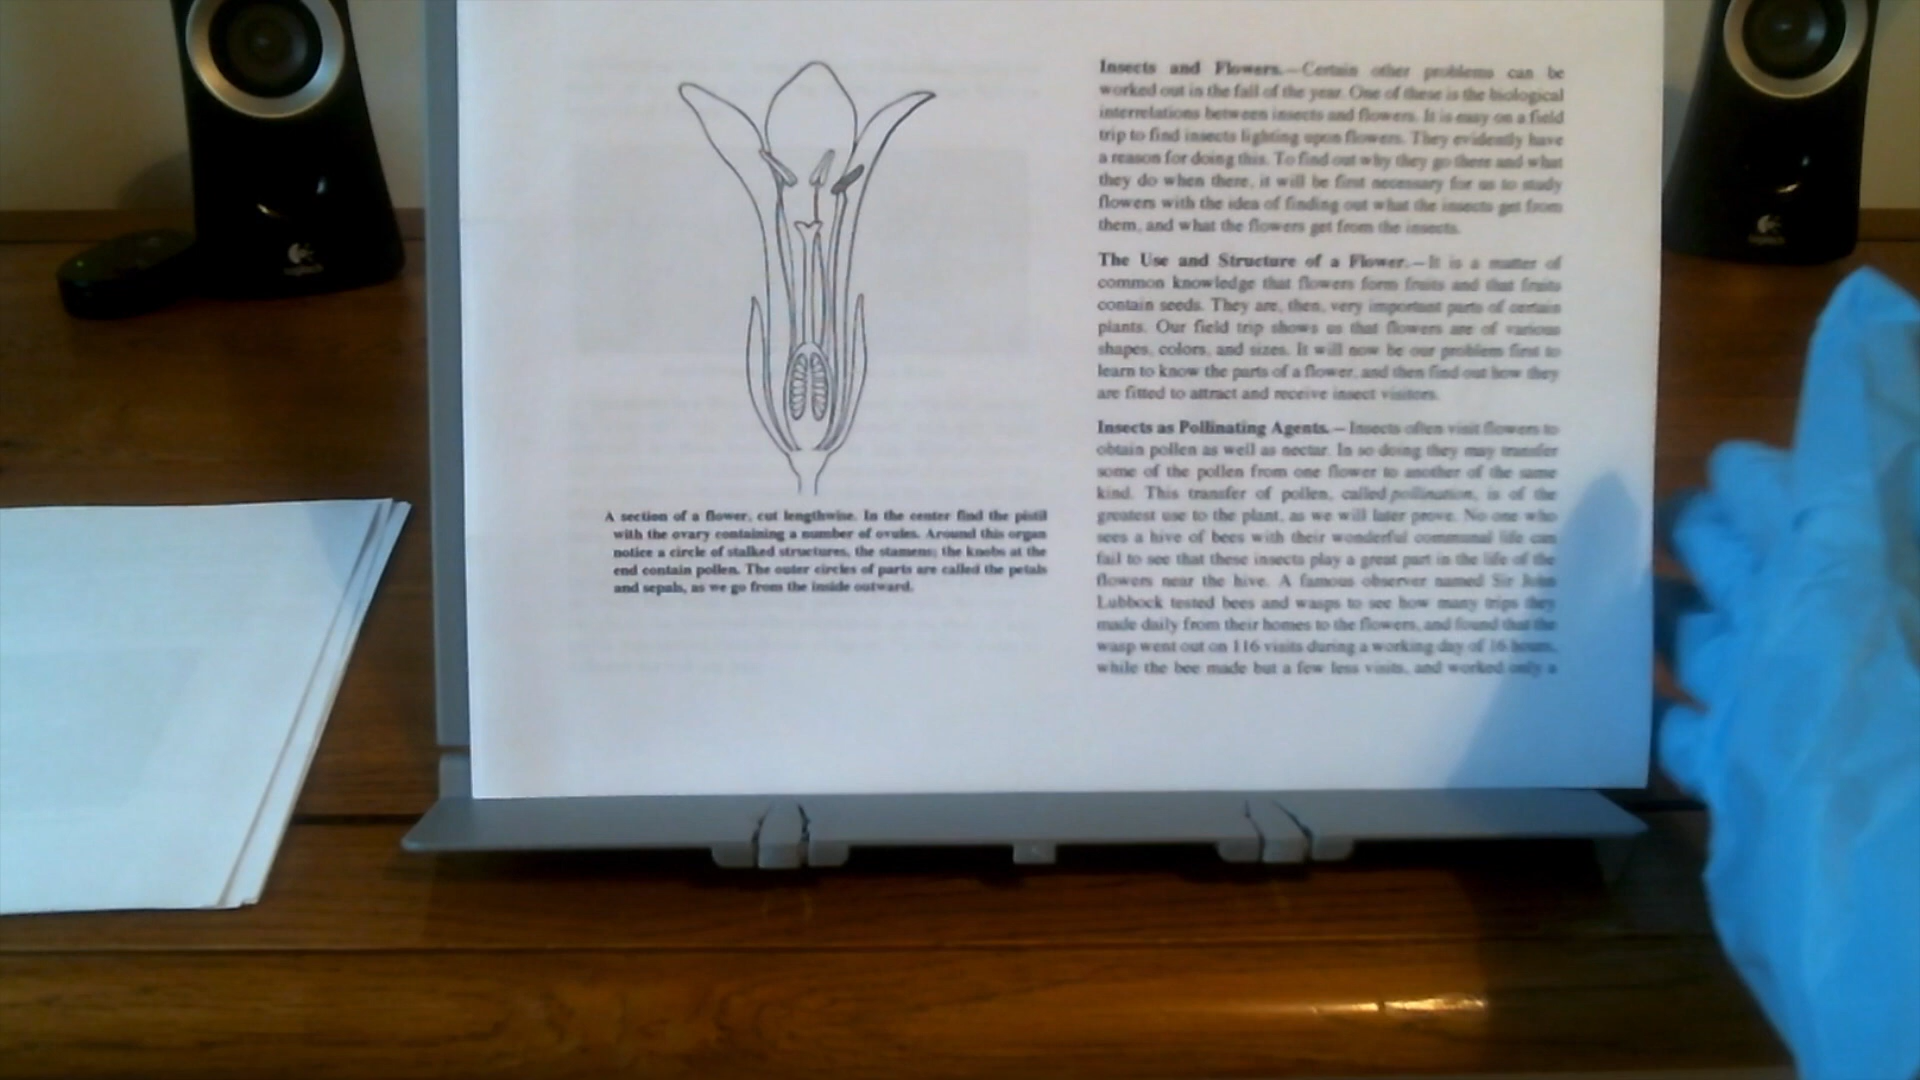 A section of a flower, cut lengthwise. In the center find the pistil
with the ovary containing a number of ovules. Around this organ
notice a circle of stalked structures, the stamens; the knobs at the
end contain pollen. The outer circles of parts are called the petals
and sepals, as we go from the inside outward.
Insects and Flowers.—Certain other problems can be
worked out in the fall of the year. One of these is the biological
interrelations between insects and flowers. It is easy on a field
trip to find insects lighting upon flowers. They evidently have
a reason for doing this. To find out why they go there and what
they do when there, it will be first necessary for us to study
flowers with the idea of finding out what the insects get from
them, and what the flowers get from the insects.
The Use and Structure of a Flower.—It is a matter of
common knowledge that flowers form fruits and that fruits
contain seeds. They are, then, very important parts of certain
plants. Our field trip shows us that flowers are of various
shapes, colors, and sizes. It will now be our problem first to
learn to know the parts of a flower, and then find out how they
are fitted to attract and receive insect visitors.
Insects as Pollinating Agents.—Insects often visit flowers to
obtain pollen as well as nectar. In so doing they may transfer
some of the pollen from one flower to another of the same
kind. This transfer of pollen, called pollination, is of the
greatest use to the plant, as we will later prove. No one who
sees a hive of bees with their wonderful communal life can
fail to see that these insects play a great part in the life of the
flowers near the hive. A famous observer named Sir John
Lubbock tested bees and wasps to see how many trips they
made daily from their homes to the flowers, and found that the
wasp went out on 116 visits during a working day of 16 hours,
while the bee made but a few less visits, and worked only a